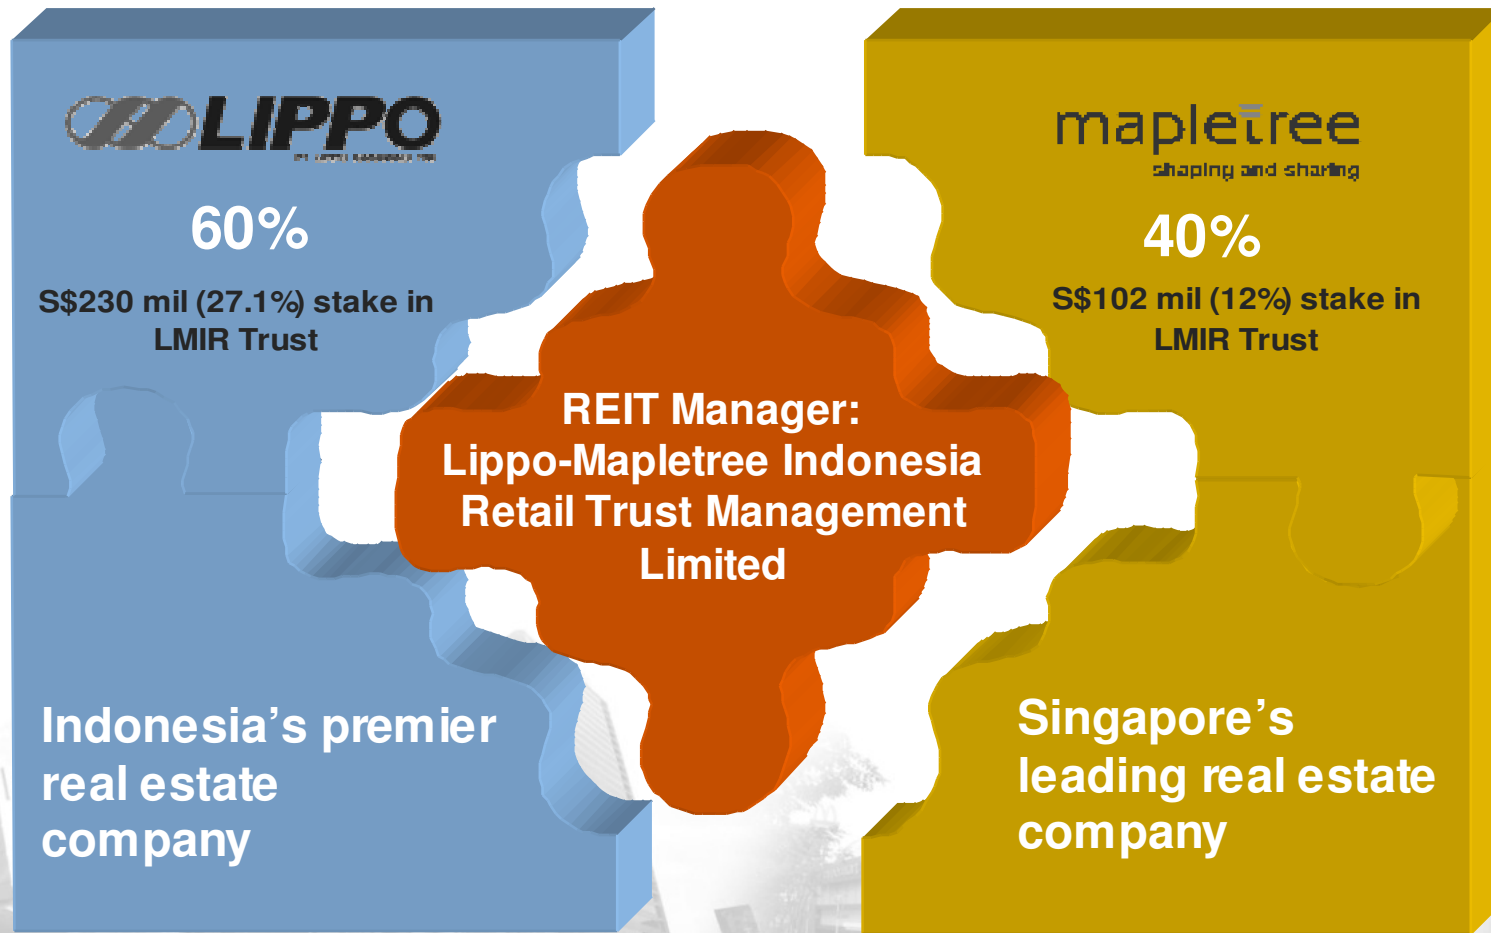 LIPPO
60%
S$230 mil (27.1%) stake in
LMIR Trust
mapletree
shaping and sharing
40%
S$102 mil (12%) stake in
LMIR Trust
REIT Manager:
Lippo-Mapletree Indonesia
Retail Trust Management
Limited
Indonesia’s premier
real estate
company
Singapore’s
leading real estate
company